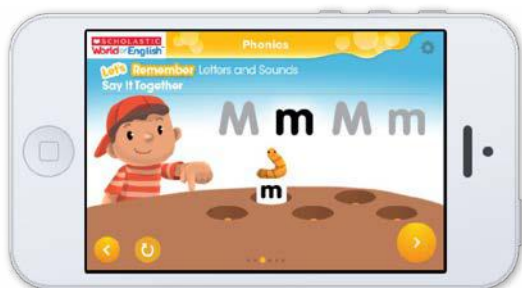 SCHOLASTIC
World of English
Phonics
Let's Remember Letters and Sounds
Say It Together
M m M m
m